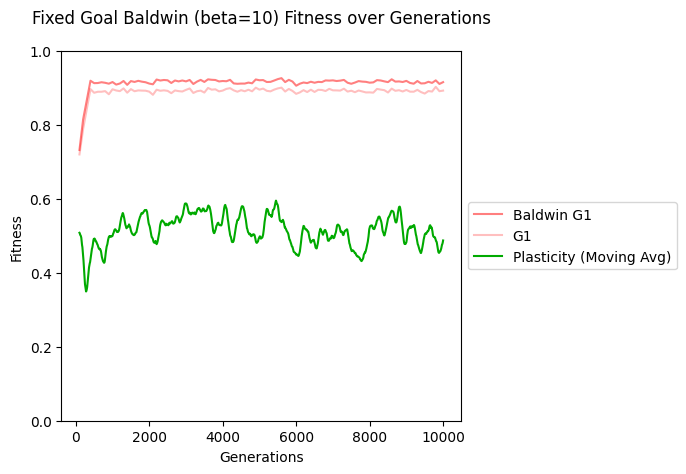 Fixed Goal Baldwin (beta=10) Fitness over Generations
1.0
0.8
0.6
0.4
0.2
0.0
Fitness
0
2000
4000
6000
8000
10000
Generations
Baldwin G1
G1
Plasticity (Moving Avg)